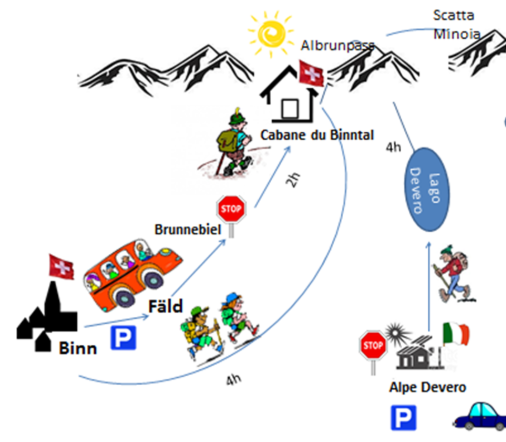 Scatta
Minoia
Albrunpass
Cabane du Binntal
4h
2h
Lago
Devero
STOP
Brunnebiel
Fäld
P
Binn
4h
STOP
Alpe Devero
P